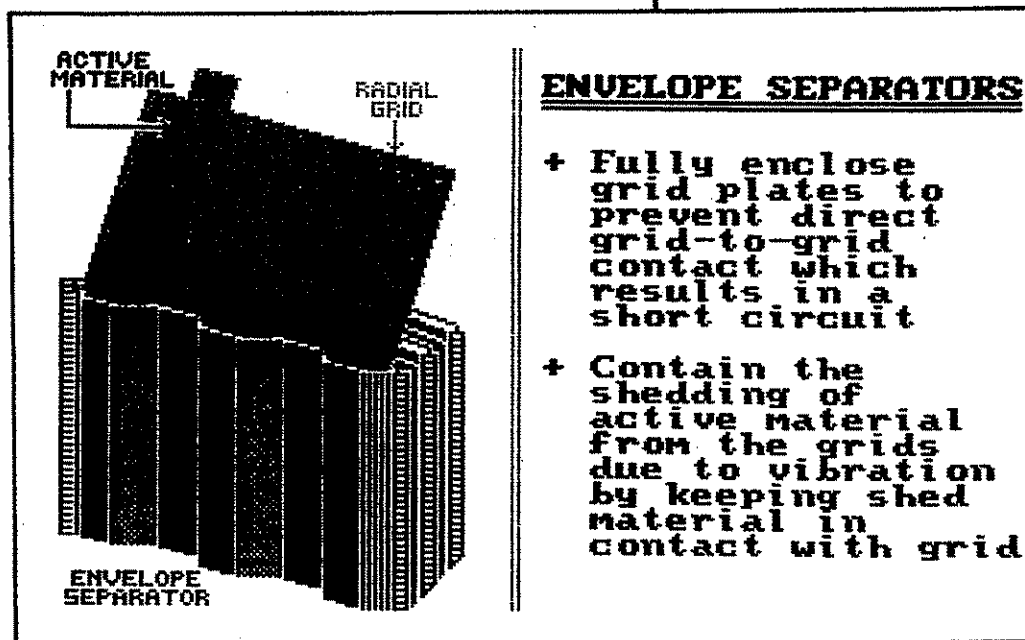 ACTIVE
MATERIAL
RADIAL
GRID
ENVELOPE
SEPARATOR
ENVELOPE SEPARATORS
+ Fully enclose
grid plates to
prevent direct
grid-to-grid
contact which
results in a
short circuit
+ Contain the
shedding of
active material
from the grids
due to vibration
by keeping shed
material in
contact with grid